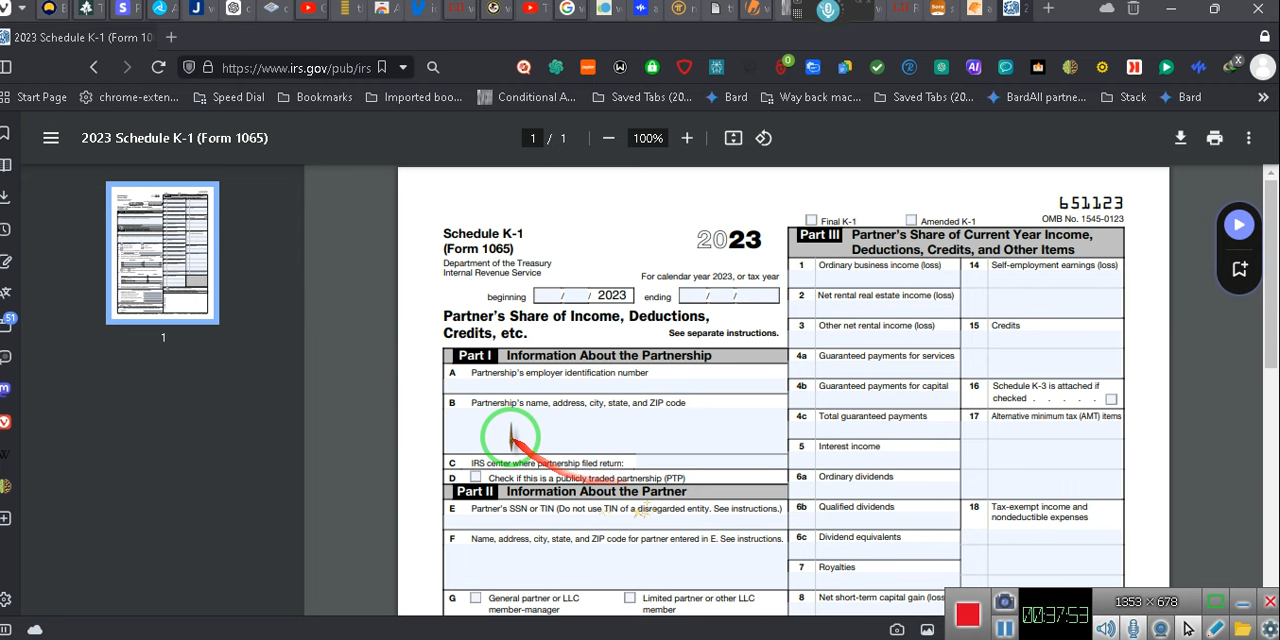 2023 Schedule K-1 (Form 10
https://www.irs.gov/pub/irs
0
X
Start Page
chrome-exten...
Speed Dial
Bookmarks
Imported boo...
Conditional A...
Saved Tabs (20...
Bard
Way back mac...
Saved Tabs (20...
BardAll partne...
Stack
Bard
2023 Schedule K-1 (Form 1065)
1 / 1
100%
651123
OMB No. 1545-0123
Final K-1
Amended K-1
Schedule K-1
(Form 1065)
2023
Department of the Treasury
Internal Revenue Service
For calendar year 2023, or tax year
beginning / / 2023 ending / /
Partner's Share of Income, Deductions,
Credits, etc.
See separate instructions.
Part I Information About the Partnership
A Partnership's employer identification number
B Partnership's name, address, city, state, and ZIP code
C IRS center where partnership filed return:
D Check if this is a publicly traded partnership (PTP)
Part II Information About the Partner
E Partner's SSN or TIN (Do not use TIN of a disregarded entity. See instructions.)
F Name, address, city, state, and ZIP code for partner entered in E. See instructions.
G General partner or LLC
member-manager
Limited partner or other LLC
member
Part III Partner's Share of Current Year Income,
Deductions, Credits, and Other Items
1 Ordinary business income (loss)
14 Self-employment earnings (loss)
2 Net rental real estate income (loss)
3 Other net rental income (loss)
15 Credits
4a Guaranteed payments for services
4b Guaranteed payments for capital
16 Schedule K-3 is attached if
checked . . . . .
4c Total guaranteed payments
17 Alternative minimum tax (AMT) items
5 Interest income
6a Ordinary dividends
6b Qualified dividends
18 Tax-exempt income and
nondeductible expenses
6c Dividend equivalents
7 Royalties
8 Net short-term capital gain (loss
1
51
1353 x 678
00:37:53